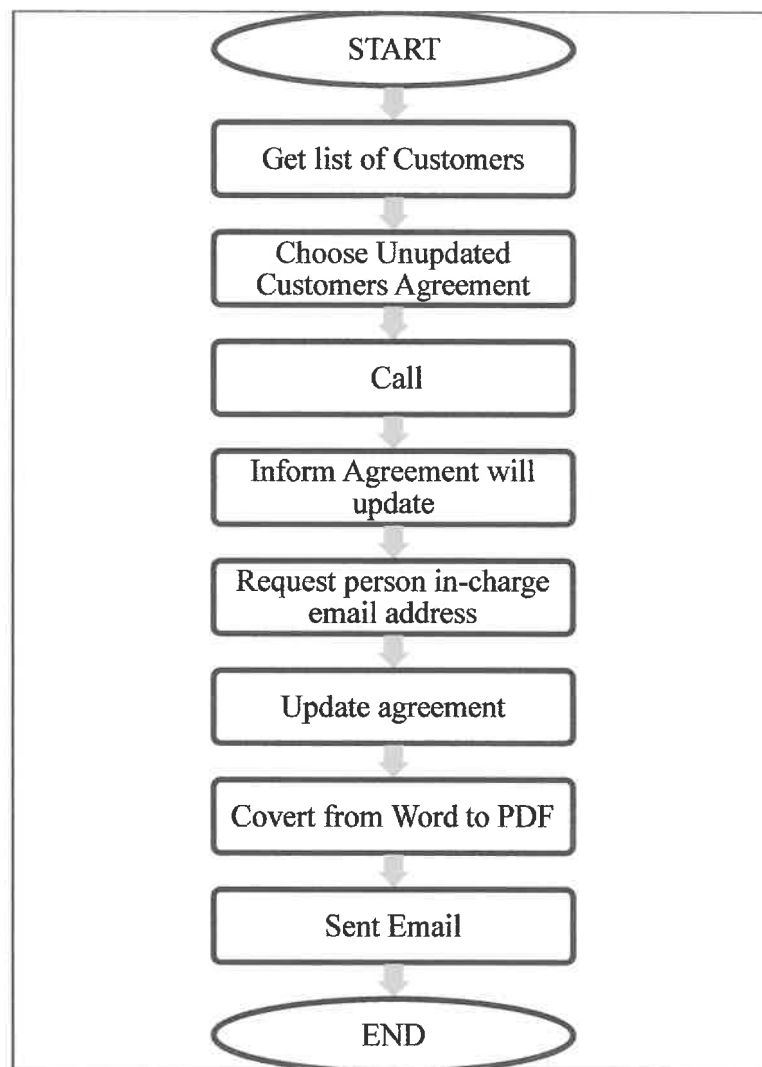 START
Get list of Customers
Choose Unupdated
Customers Agreement
Call
Inform Agreement will
update
Request person in-charge
email address
Update agreement
Covert from Word to PDF
Sent Email
END